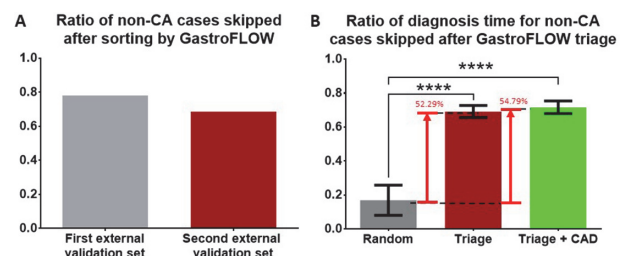 A
Ratio of non-CA cases skipped
after sorting by GastroFLOW
1.0
0.8
0.6
0.4
0.2
0.0
First external
validation set
Second external
validation set
B
Ratio of diagnosis time for non-CA
cases skipped after GastroFLOW triage
1.0
0.8
0.6
0.4
0.2
0.0
****
****
52.29%
54.79%
Random
Triage
Triage + CAD